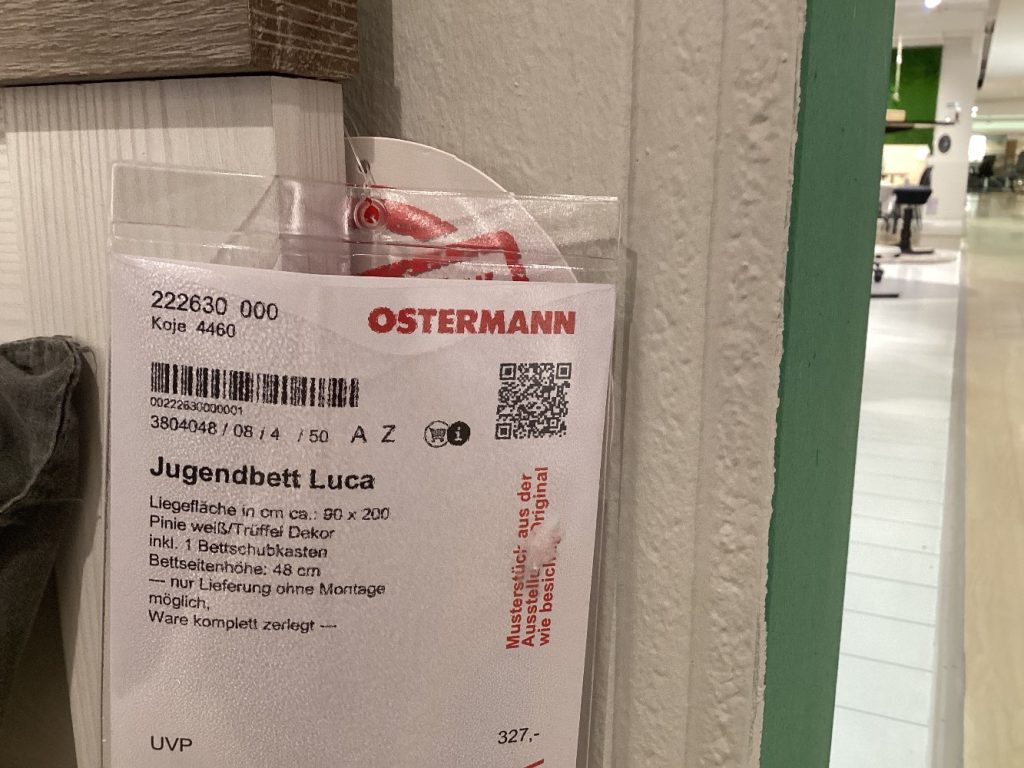 222630 000
Koje 4460
OSTERMANN
00222630000001
3804048 / 08 / 4 / 50 A Z
i
Jugendbett Luca
Liegefläche in cm ca.: 90 x 200
Pinie weiß/Trüffel Dekor
inkl. 1 Bettschubkasten
Bettseitenhöhe: 48 cm
--- nur Lieferung ohne Montage
möglich,
Ware komplett zerlegt ---
Musterstück aus der
Original
wie
UVP 327,-